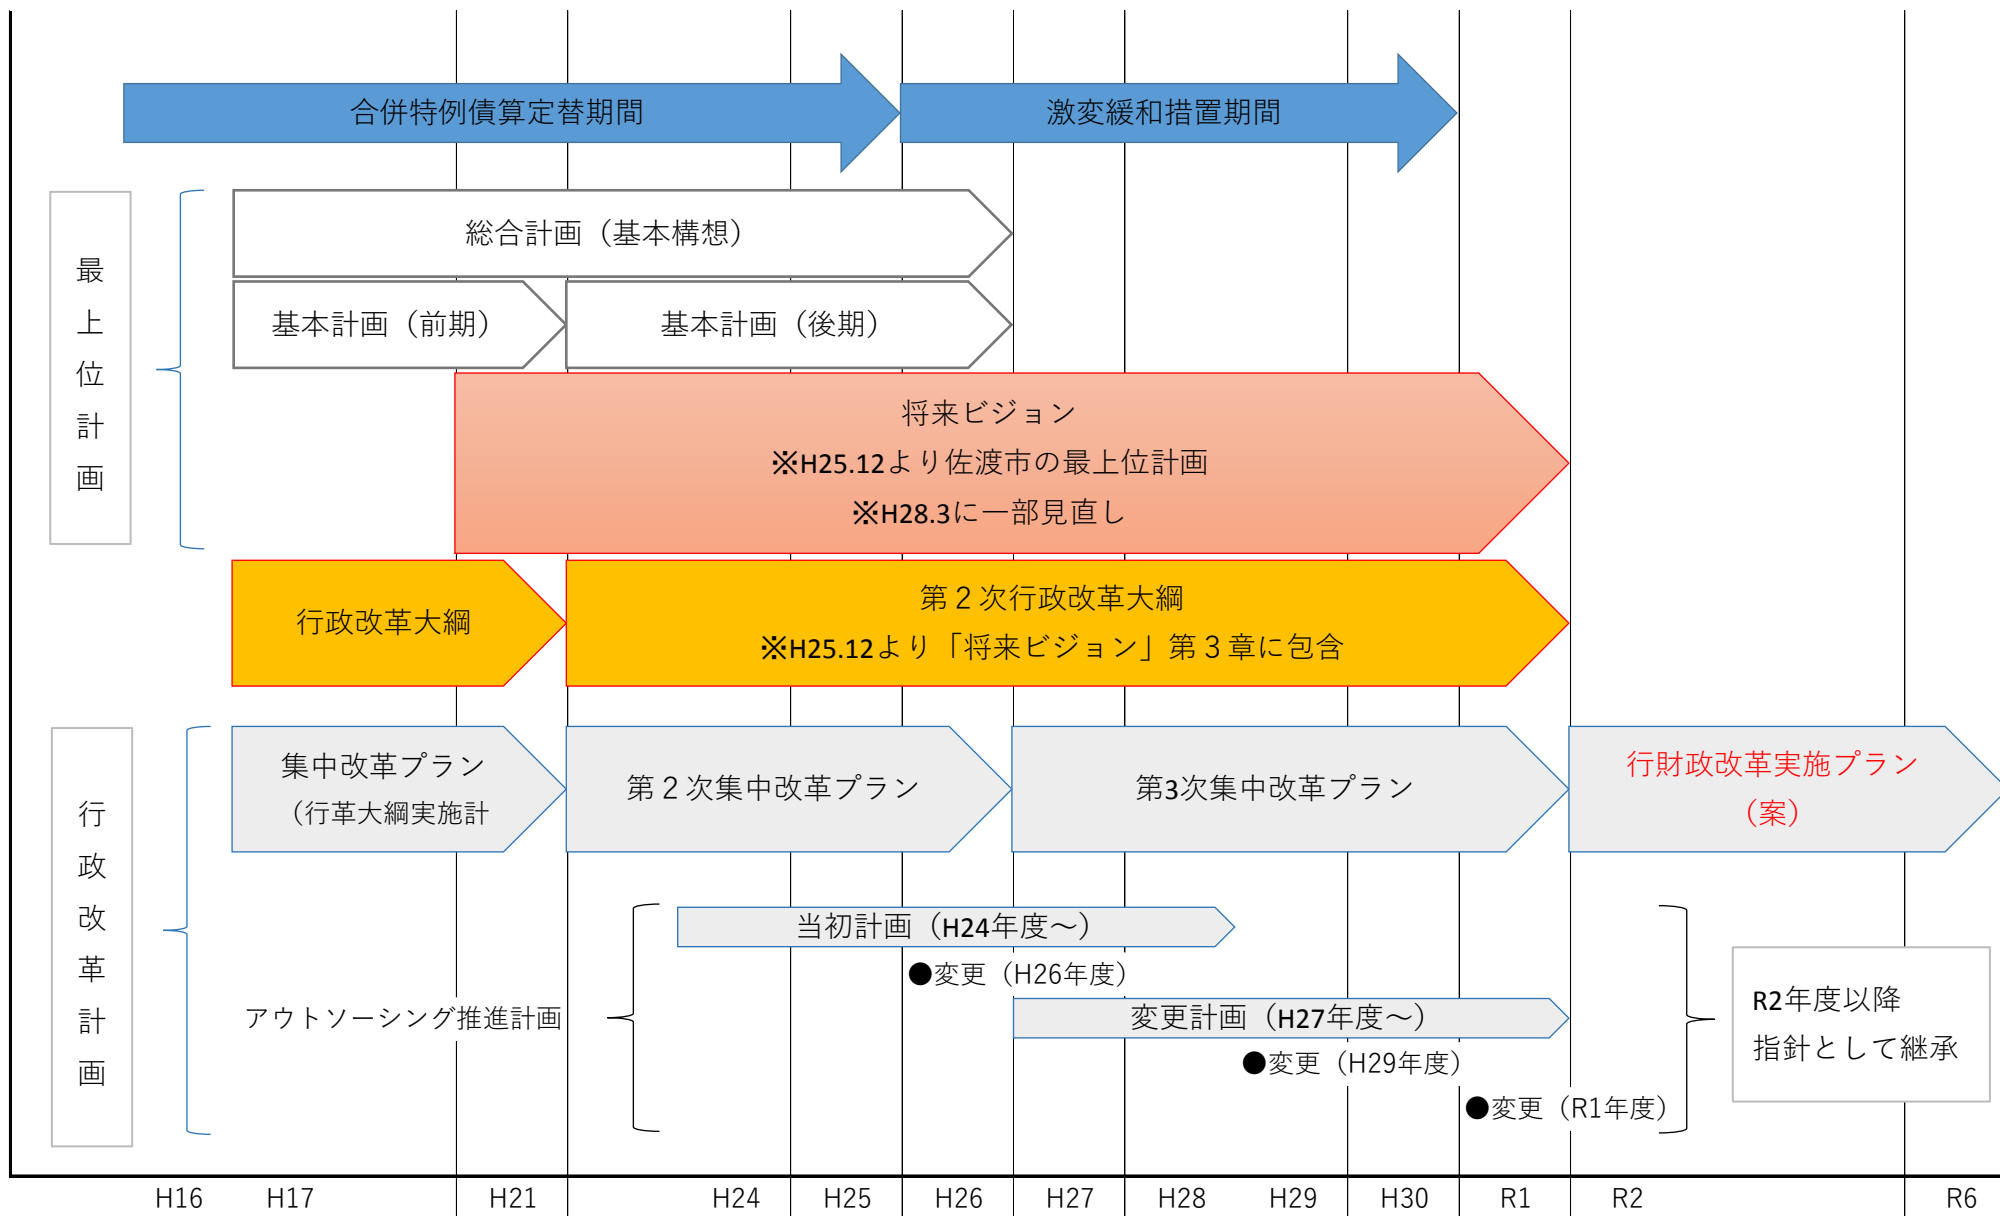 合併特例債算定替期間
激変緩和措置期間
最上位計画
総合計画（基本構想）
基本計画（前期）
基本計画（後期）
将来ビジョン
※H25.12より佐渡市の最上位計画
※H28.3に一部見直し
行政改革大綱
第２次行政改革大綱
※H25.12より「将来ビジョン」第３章に包含
行政改革計画
集中改革プラン
（行革大綱実施計
第２次集中改革プラン
第3次集中改革プラン
行財政改革実施プラン
（案）
アウトソーシング推進計画
当初計画（H24年度～）
●変更（H26年度）
変更計画（H27年度～）
●変更（H29年度）
●変更（R1年度）
R2年度以降
指針として継承
H16 H17 H21 H24 H25 H26 H27 H28 H29 H30 R1 R2 R6